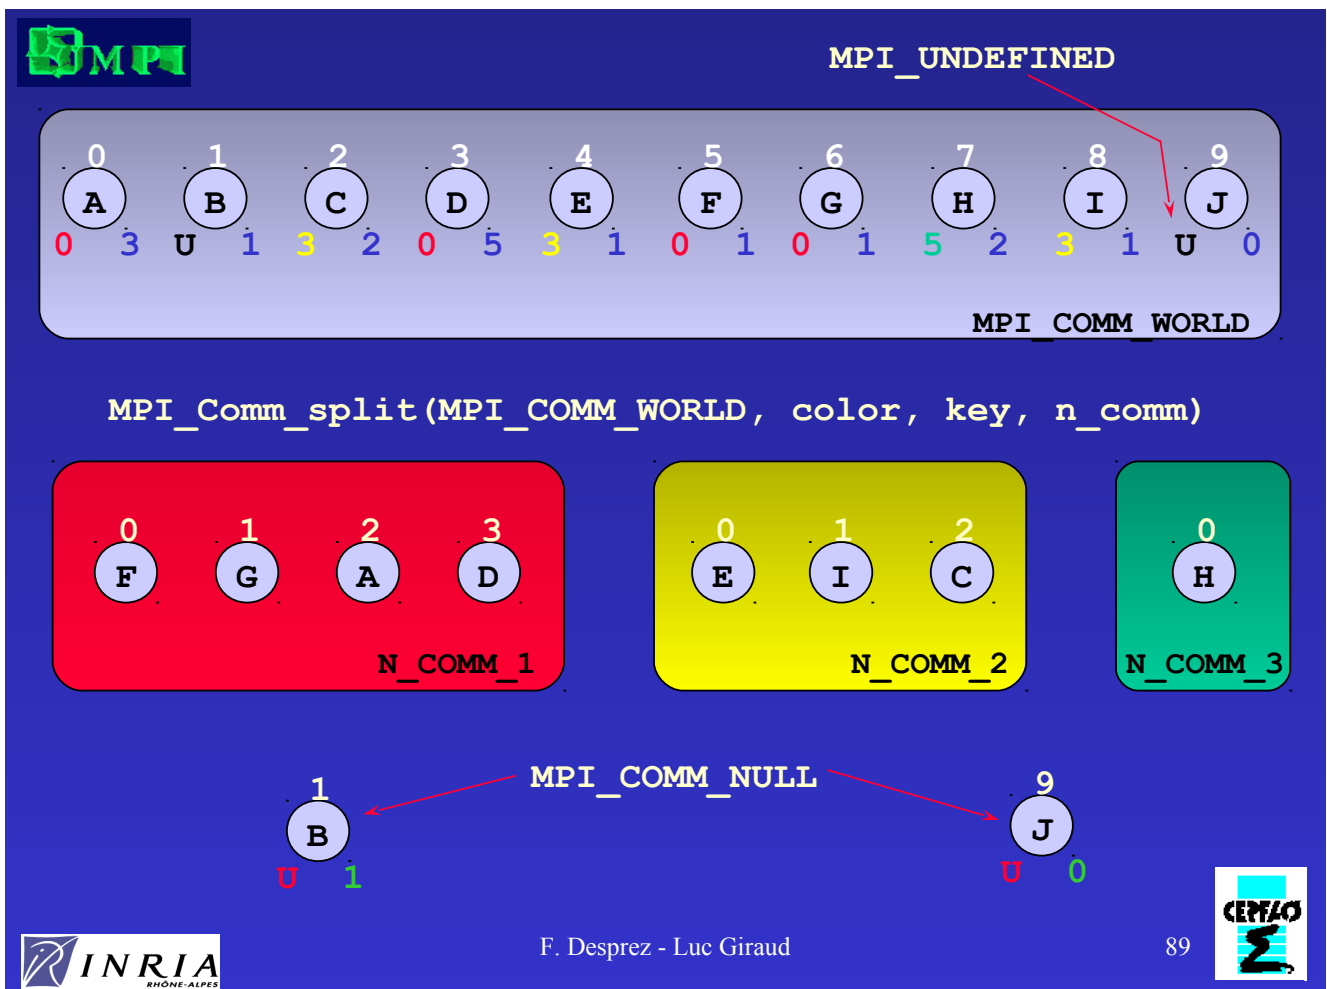 MPI
MPI_UNDEFINED
0 1 2 3 4 5 6 7 8 9
A B C D E F G H I J
0 3 U 1 3 2 0 5 3 1 0 1 0 1 5 2 3 1 U 0
MPI_COMM_WORLD
MPI_Comm_split(MPI_COMM_WORLD, color, key, n_comm)
0 1 2 3
F G A D
N_COMM_1
0 1 2
E I C
N_COMM_2
0
H
N_COMM_3
MPI_COMM_NULL
1
B
U 1
9
J
U 0
INRIA
RHÔNE-ALPES
F. Desprez - Luc Giraud
89